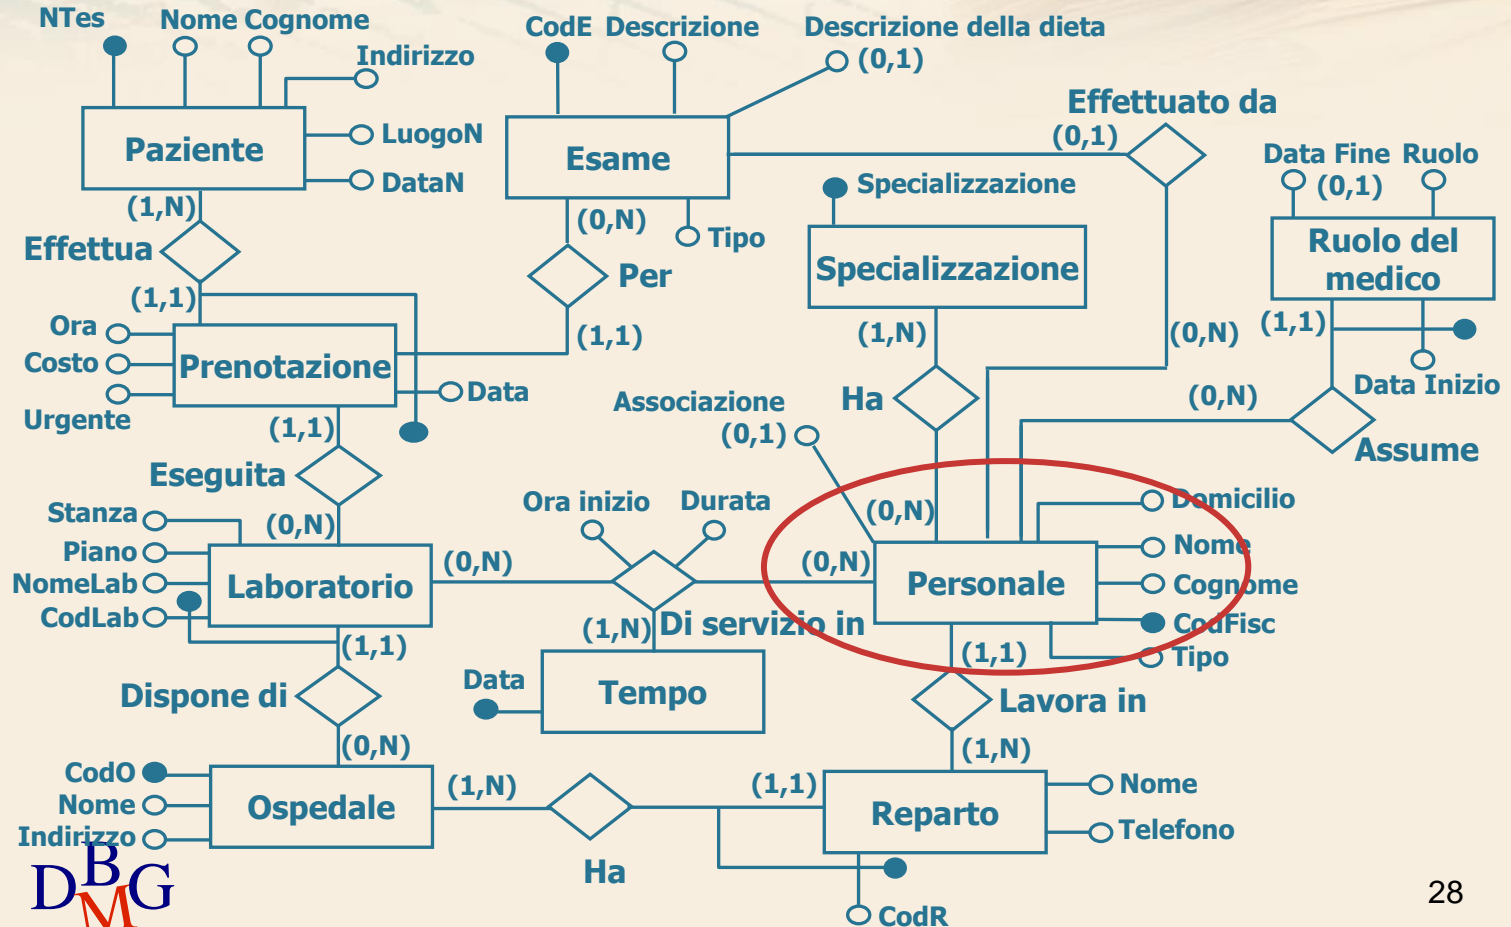 NTes
Nome Cognome
CodE Descrizione
Descrizione della dieta
(0,1)
Indirizzo
Effettuato da
(0,1)
Paziente
LuogoN
DataN
Esame
Data Fine Ruolo
(0,1)
Specializzazione
(1,N)
(0,N)
Tipo
Effettua
Per
Specializzazione
Ruolo del
medico
(1,1)
Ora
Costo
Urgente
Prenotazione
(1,1)
Data
(1,N)
(0,N)
(1,1)
Data Inizio
Associazione
(0,1)
Ha
(0,N)
Assume
(1,1)
Eseguita
Stanza
Piano
NomeLab
CodLab
(0,N)
Ora inizio
Durata
(0,N)
Domicilio
Nome
Cognome
CodFisc
Tipo
Laboratorio
(0,N)
(0,N)
Personale
(1,1)
(1,N)
Di servizio in
(1,1)
Dispone di
Data
Tempo
Lavora in
(0,N)
(1,N)
CodO
Nome
Indirizzo
Ospedale
(1,N)
(1,1)
Reparto
Nome
Telefono
Ha
CodR
DBMG
28